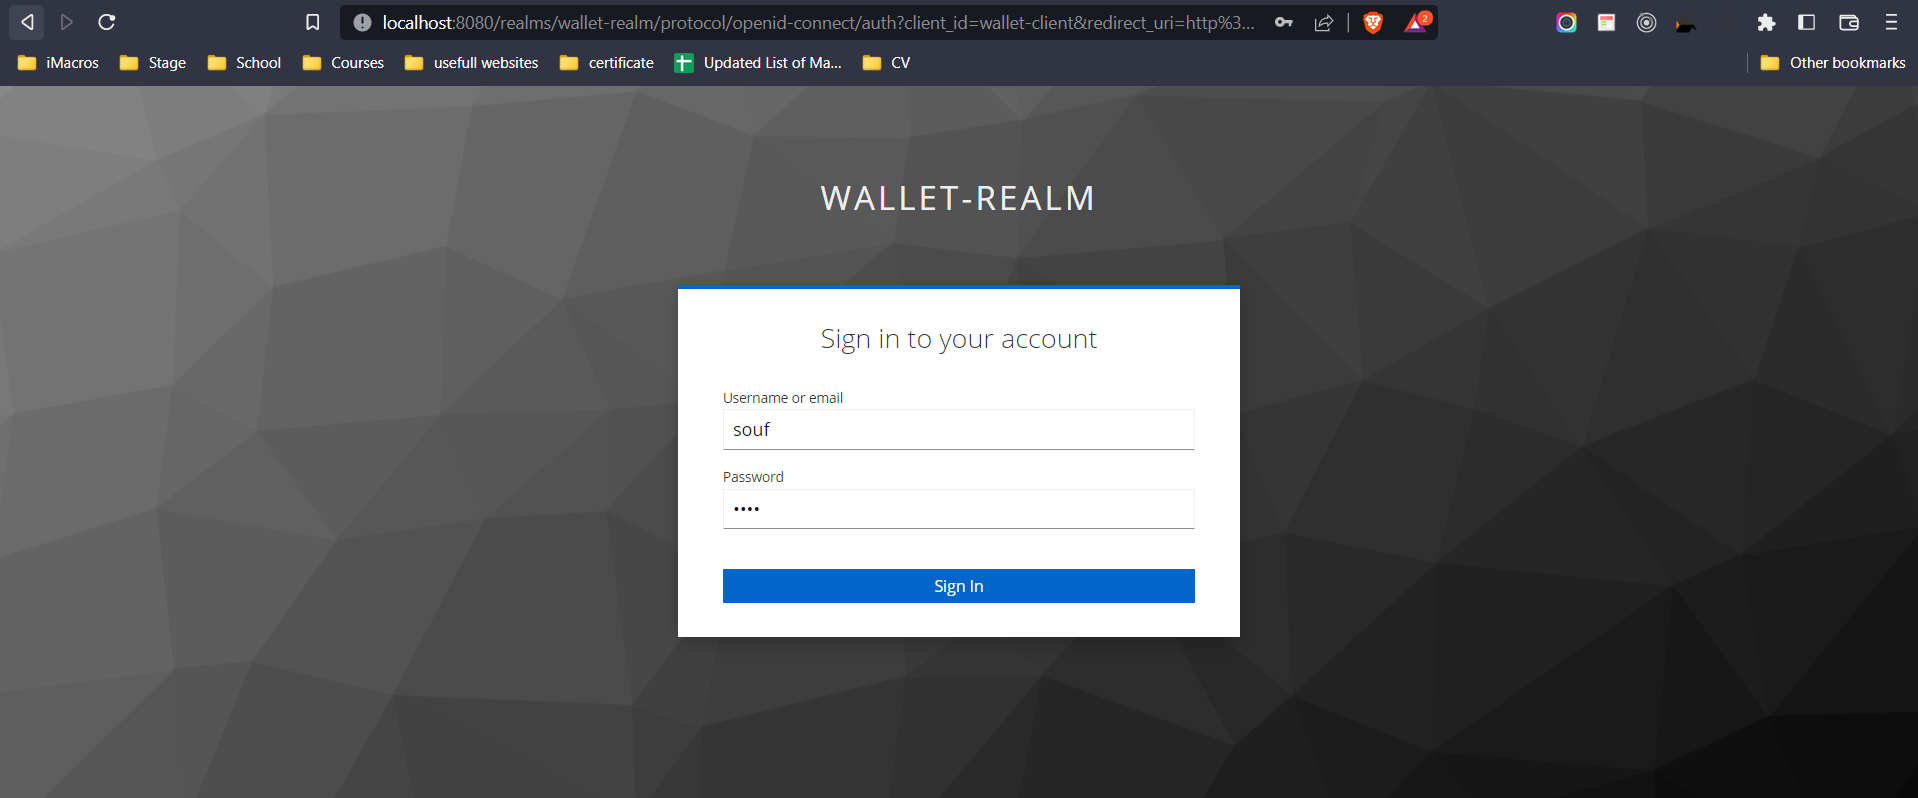 localhost:8080/realms/wallet-realm/protocol/openid-connect/auth?client_id=wallet-client&redirect_uri=http%3... 2
iMacros Stage School Courses usefull websites certificate Updated List of Ma... CV Other bookmarks
WALLET-REALM
Sign in to your account
Username or email
souf
Password
••••
Sign In